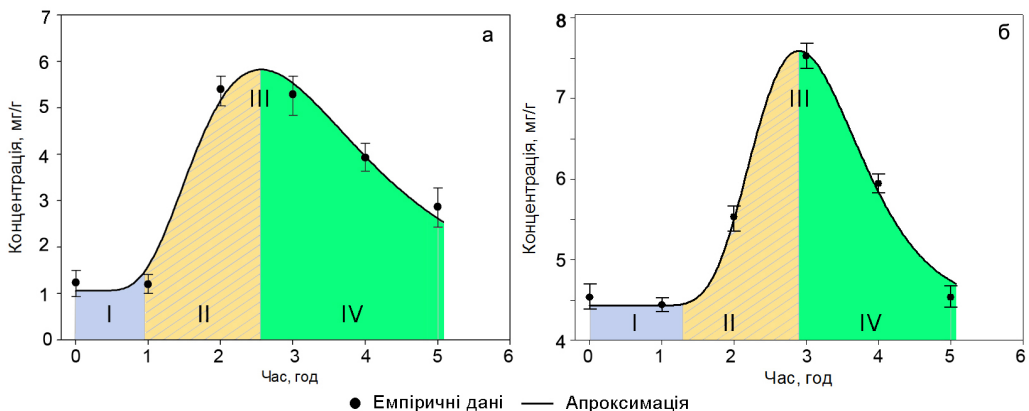 7
6
5
4
3
2
1
0
0 1 2 3 4 5 6
Концентрація, мг/г
Час, год
а
I II III IV
8
7
6
5
4
0 1 2 3 4 5 6
Концентрація, мг/г
Час, год
б
I II III IV
Емпіричні дані Апроксимація